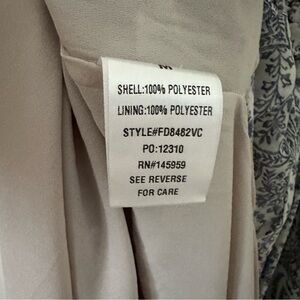 M
SHELL:100% POLYESTER
LINING:100% POLYESTER
STYLE#FD8482VC
PO:12310
RN#145959
SEE REVERSE
FOR CARE